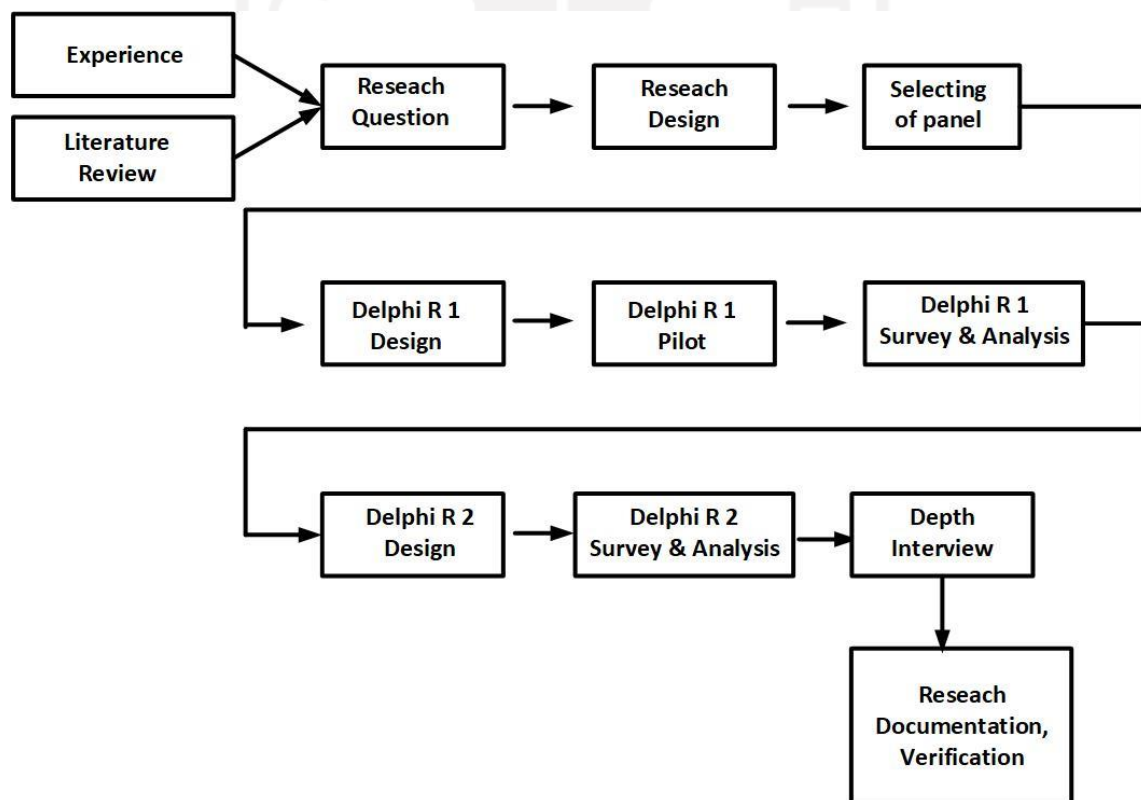 Experience
Literature
Review
Reseach
Question
Reseach
Design
Selecting
of panel
Delphi R 1
Design
Delphi R 1
Pilot
Delphi R 1
Survey & Analysis
Delphi R 2
Design
Delphi R 2
Survey & Analysis
Depth
Interview
Reseach
Documentation,
Verification